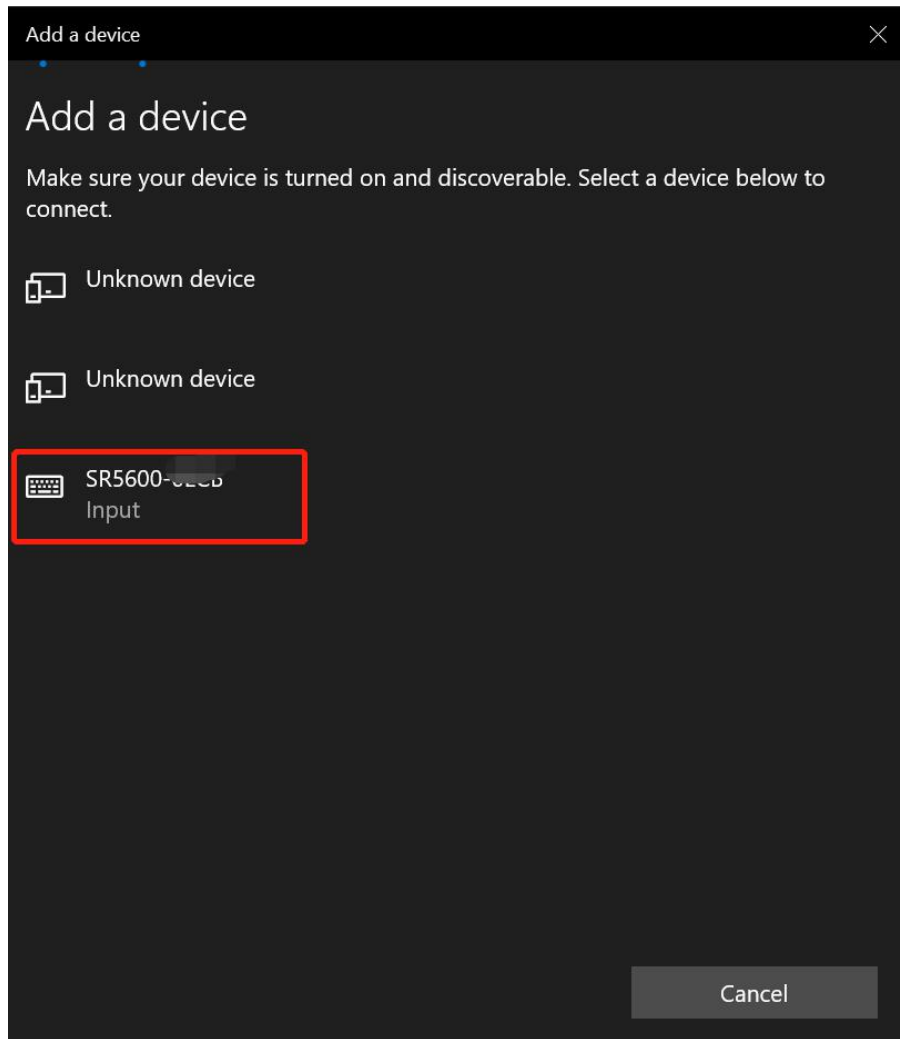 Add a device
Add a device
Make sure your device is turned on and discoverable. Select a device below to
connect.
Unknown device
Unknown device
SR5600-
Input
Cancel